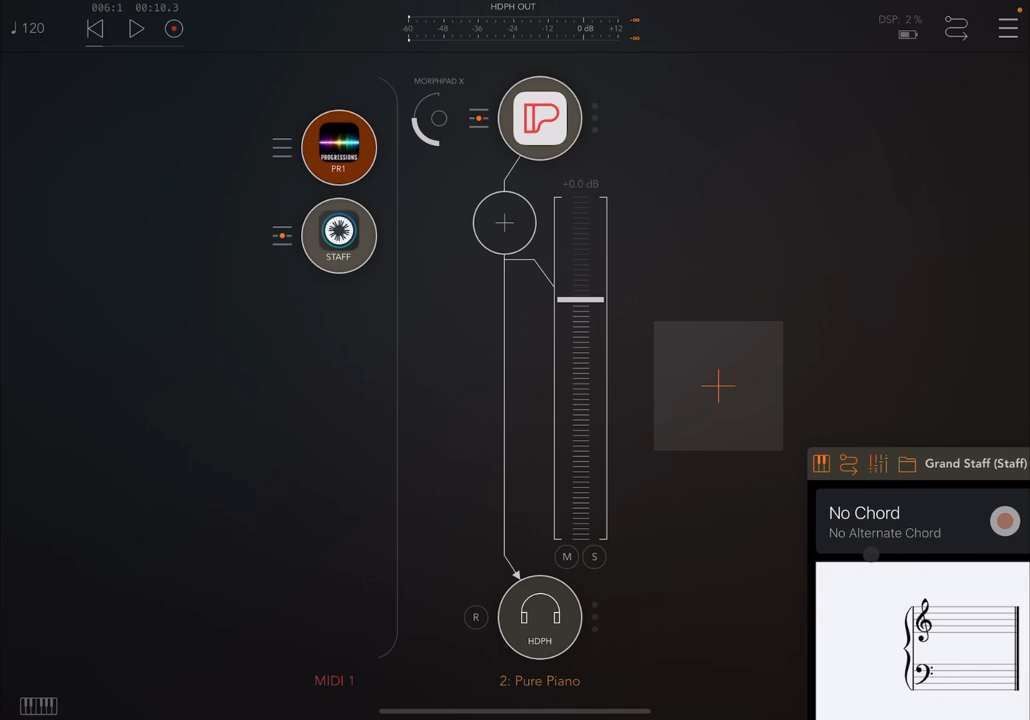 ♩ 120
006:1 00:10.3
HDPH OUT
-60 -48 -36 -24 -12 0 dB +12
-∞
-∞
DSP: 2 %
MORPHPAD X
PROGRESSIONS
PR1
STAFF
+0.0 dB
M S
R
HDPH
MIDI 1
2: Pure Piano
Grand Staff (Staff)
No Chord
No Alternate Chord